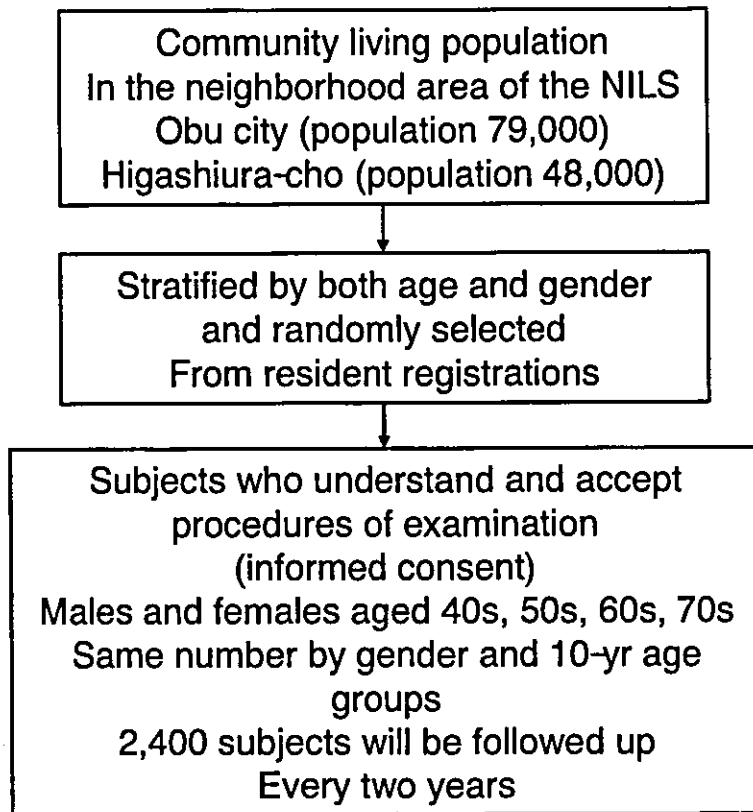 Community living population
In the neighborhood area of the NILS
Obu city (population 79,000)
Higashiura-cho (population 48,000)
Stratified by both age and gender
and randomly selected
From resident registrations
Subjects who understand and accept
procedures of examination
(informed consent)
Males and females aged 40s, 50s, 60s, 70s
Same number by gender and 10-yr age
groups
2,400 subjects will be followed up
Every two years